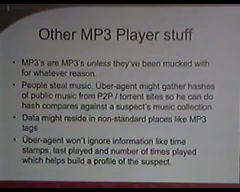 Other MP3 Player stuff
• MP3's are MP3's unless they've been mucked with
for whatever reason.
• People steal music. Über-agent might gather hashes
of public music from P2P / torrent sites so he can do
hash compares against a suspect's music collection.
• Data might reside in non-standard places like MP3
tags
• Über-agent won't ignore information like time
stamps, last played and number of times played
which helps build a profile of the suspect.